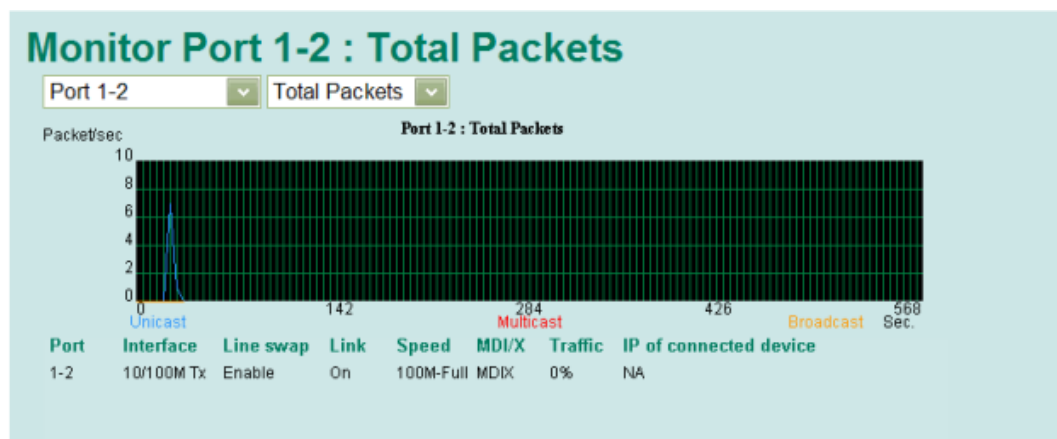 Monitor Port 1-2 : Total Packets
Port 1-2 Total Packets
Packet/sec Port 1-2 : Total Packets
10
8
6
4
2
0
0 142 284 426 568
Unicast Multicast Broadcast Sec.
Port Interface Line swap Link Speed MDI/X Traffic IP of connected device
1-2 10/100M Tx Enable On 100M-Full MDIX 0% NA